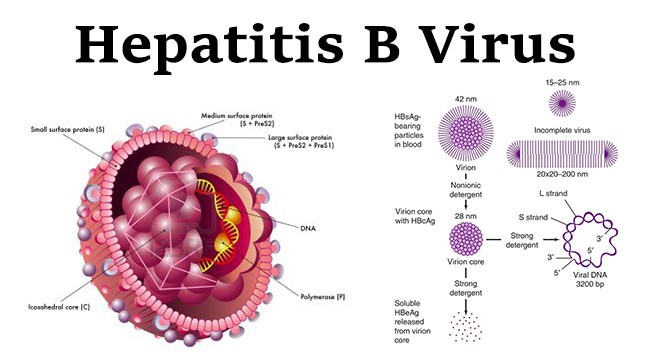 Hepatitis B Virus
Medium surface protein
(S + PreS2)
Small surface protein (S)
Large surface protein
(S + PreS2 + PreS1)
DNA
Polymerase (P)
Icosahedral core (C)
42 nm
15–25 nm
HBsAg-
bearing
particles
in blood
Incomplete virus
Virion
20x20–200 nm
Nonionic
detergent
Virion core
with HBcAg
28 nm
Virion core
Strong
detergent
L strand
S strand
3'
3'
5'
5'
Viral DNA
3200 bp
Strong
detergent
Soluble
HBeAg
released
from virion
core